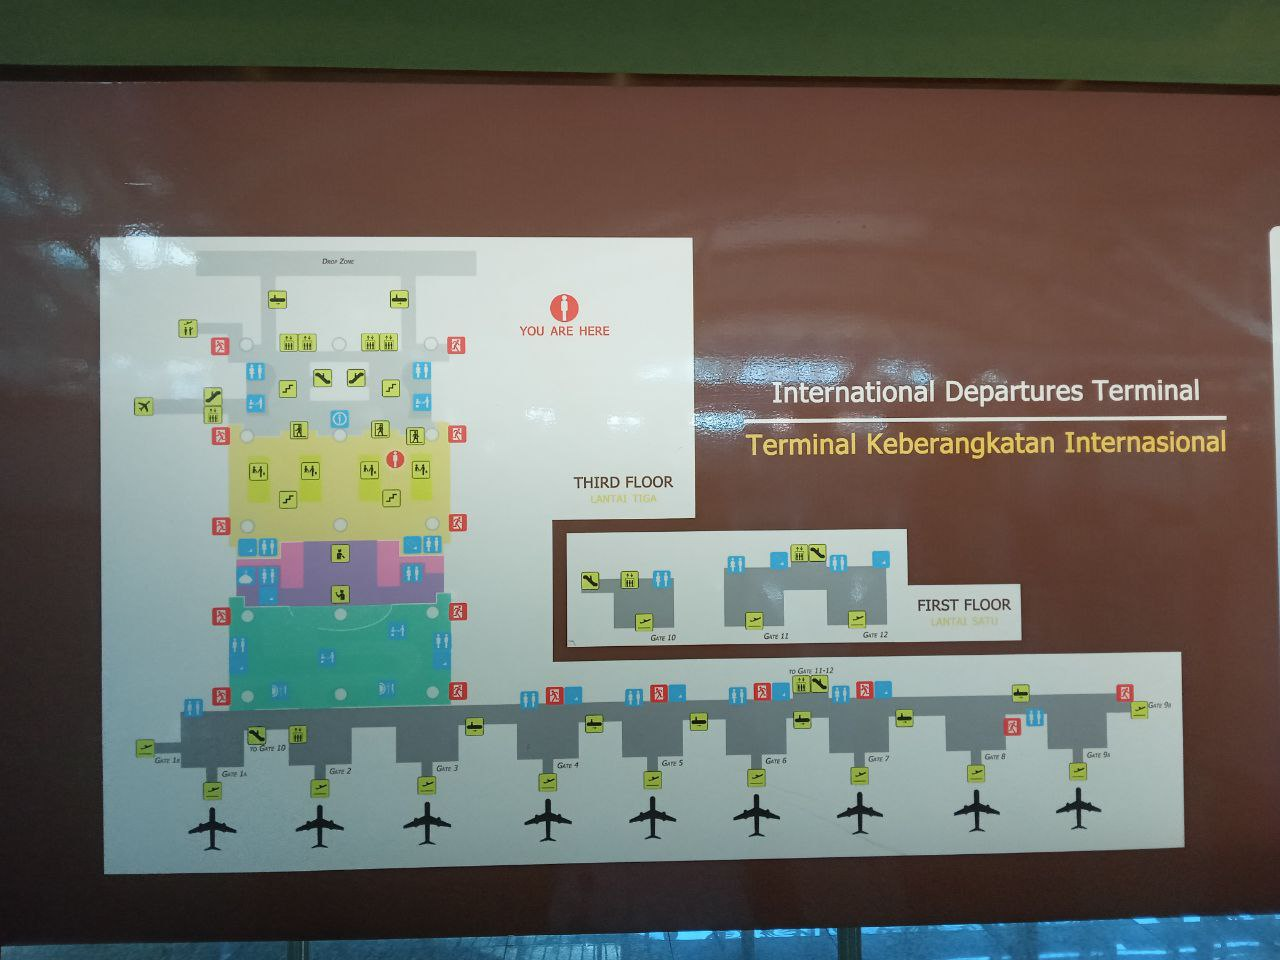 DROP ZONE
YOU ARE HERE
International Departures Terminal
Terminal Keberangkatan Internasional
THIRD FLOOR
LANTAI TIGA
FIRST FLOOR
LANTAI SATU
GATE 10
GATE 11
GATE 12
TO GATE 11-12
GATE 9B
TO GATE 10
GATE 1B
GATE 1A
GATE 2
GATE 3
GATE 4
GATE 5
GATE 6
GATE 7
GATE 8
GATE 9A